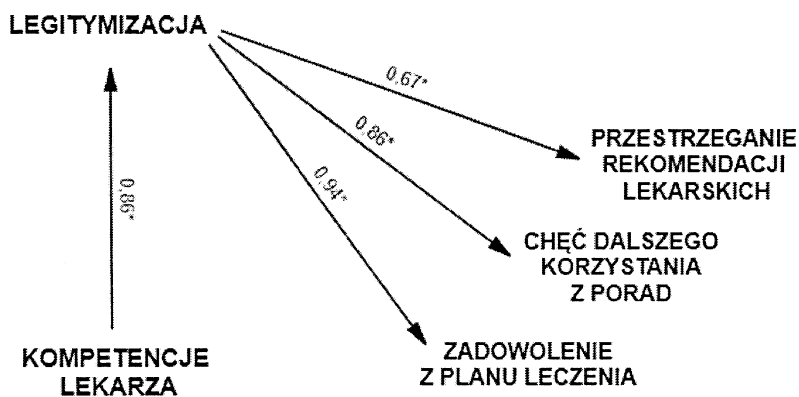 LEGITYMIZACJA
0,67*
0,86*
0,94*
0,86*
PRZESTRZEGANIE
REKOMENDACJI
LEKARSKICH
CHĘĆ DALSZEGO
KORZYSTANIA
Z PORAD
ZADOWOLENIE
Z PLANU LECZENIA
KOMPETENCJE
LEKARZA